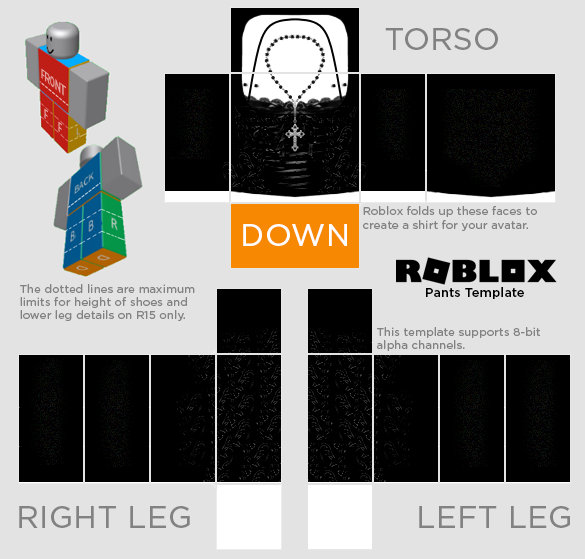 TORSO
FRONT
F
F
L
BACK
B
B
R
DOWN
Roblox folds up these faces to
create a shirt for your avatar.
ROBLOX
Pants Template
The dotted lines are maximum
limits for height of shoes and
lower leg details on R15 only.
This template supports 8-bit
alpha channels.
RIGHT LEG
LEFT LEG